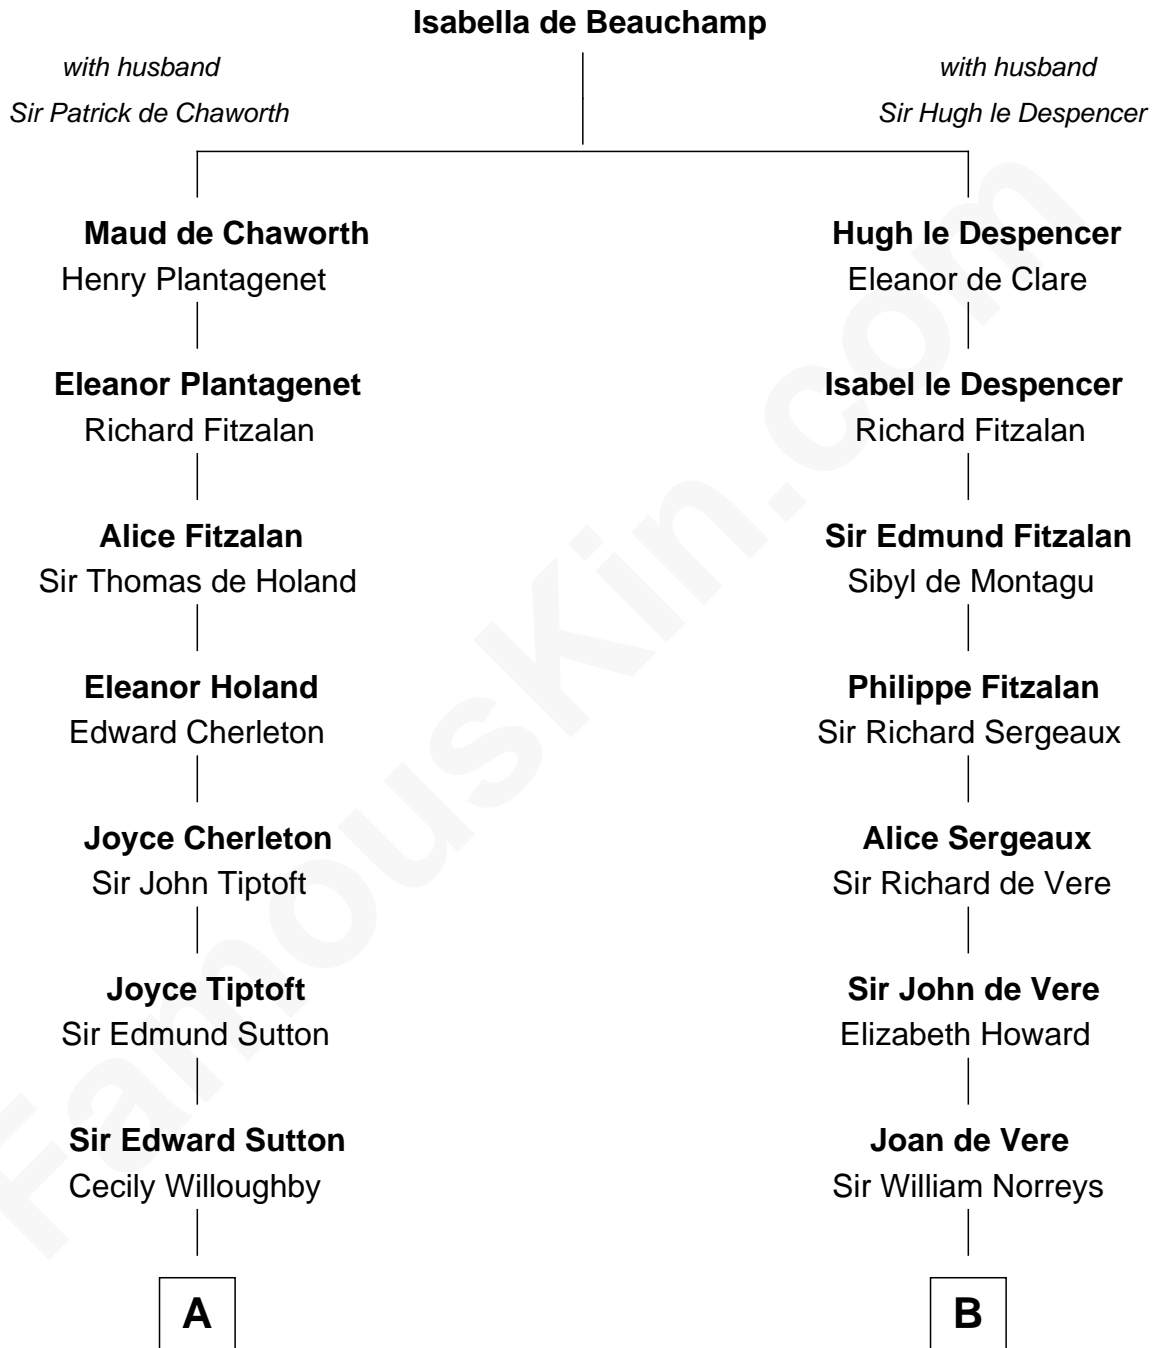 Isabella de Beauchamp
with husband
Sir Patrick de Chaworth
with husband
Sir Hugh le Despencer
Maud de Chaworth
Henry Plantagenet
Hugh le Despencer
Eleanor de Clare
Eleanor Plantagenet
Richard Fitzalan
Isabel le Despencer
Richard Fitzalan
Alice Fitzalan
Sir Thomas de Holand
Sir Edmund Fitzalan
Sibyl de Montagu
Eleanor Holand
Edward Cherleton
Philippe Fitzalan
Sir Richard Sergeaux
Joyce Cherleton
Sir John Tiptoft
Alice Sergeaux
Sir Richard de Vere
Joyce Tiptoft
Sir Edmund Sutton
Sir John de Vere
Elizabeth Howard
Sir Edward Sutton
Cecily Willoughby
Joan de Vere
Sir William Norreys
A
B
FamousKin.com